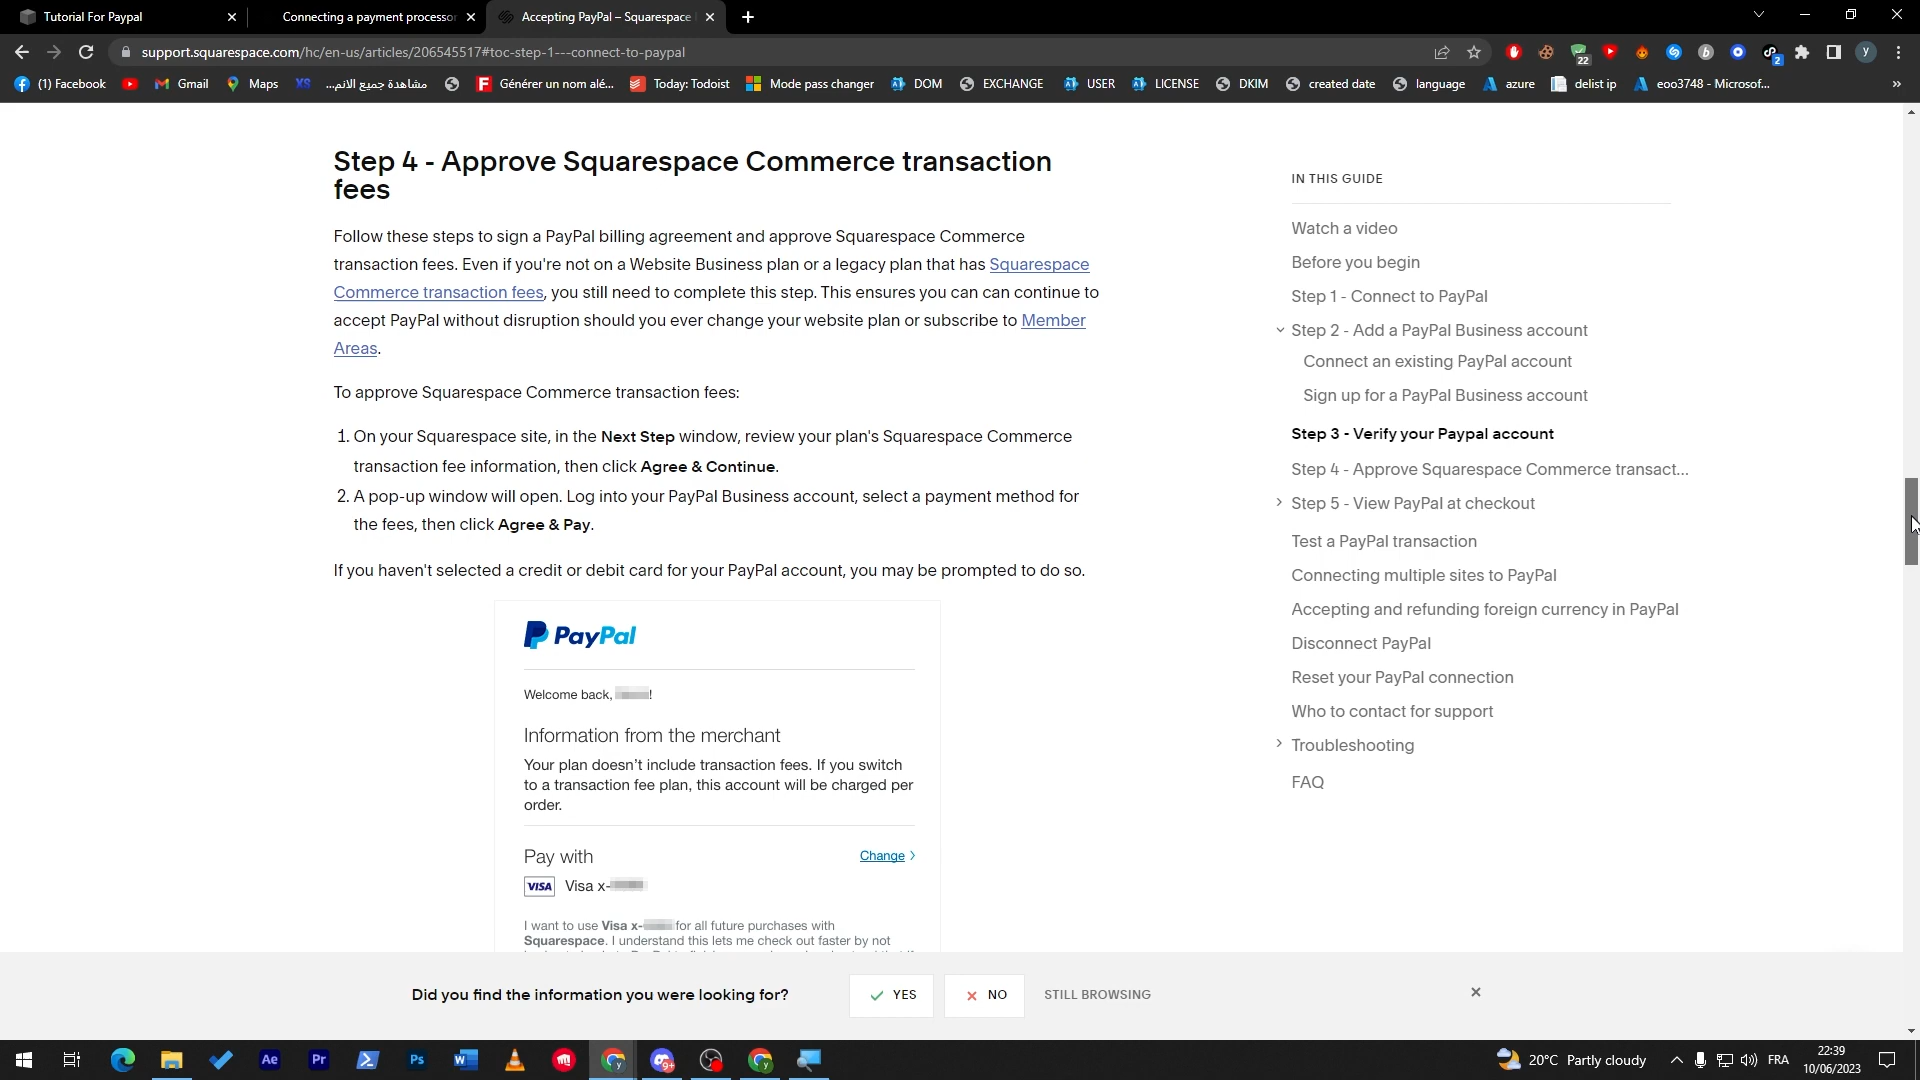 Tutorial For Paypal
Connecting a payment processor
Accepting PayPal – Squarespace
support.squarespace.com/hc/en-us/articles/206545517#toc-step-1---connect-to-paypal
22
2
y
(1) Facebook
Gmail
Maps
مشاهدة جميع الانم...
Générer un nom alé...
Today: Todoist
Mode pass changer
DOM
EXCHANGE
USER
LICENSE
DKIM
created date
language
azure
delist ip
eoo3748 - Microsof...
»
Step 4 - Approve Squarespace Commerce transaction
fees
Follow these steps to sign a PayPal billing agreement and approve Squarespace Commerce
transaction fees. Even if you're not on a Website Business plan or a legacy plan that has Squarespace
Commerce transaction fees, you still need to complete this step. This ensures you can can continue to
accept PayPal without disruption should you ever change your website plan or subscribe to Member
Areas.
To approve Squarespace Commerce transaction fees:
1. On your Squarespace site, in the Next Step window, review your plan's Squarespace Commerce
transaction fee information, then click Agree & Continue.
2. A pop-up window will open. Log into your PayPal Business account, select a payment method for
the fees, then click Agree & Pay.
If you haven't selected a credit or debit card for your PayPal account, you may be prompted to do so.
PayPal
Welcome back, !
Information from the merchant
Your plan doesn't include transaction fees. If you switch
to a transaction fee plan, this account will be charged per
order.
Pay with
Change >
VISA Visa x-
I want to use Visa x- for all future purchases with
Squarespace. I understand this lets me check out faster by not
IN THIS GUIDE
Watch a video
Before you begin
Step 1 - Connect to PayPal
Step 2 - Add a PayPal Business account
Connect an existing PayPal account
Sign up for a PayPal Business account
Step 3 - Verify your Paypal account
Step 4 - Approve Squarespace Commerce transact...
Step 5 - View PayPal at checkout
Test a PayPal transaction
Connecting multiple sites to PayPal
Accepting and refunding foreign currency in PayPal
Disconnect PayPal
Reset your PayPal connection
Who to contact for support
Troubleshooting
FAQ
Did you find the information you were looking for?
YES
NO
STILL BROWSING
Ae
Pr
Ps
W
9+
20°C Partly cloudy
FRA
22:39
10/06/2023